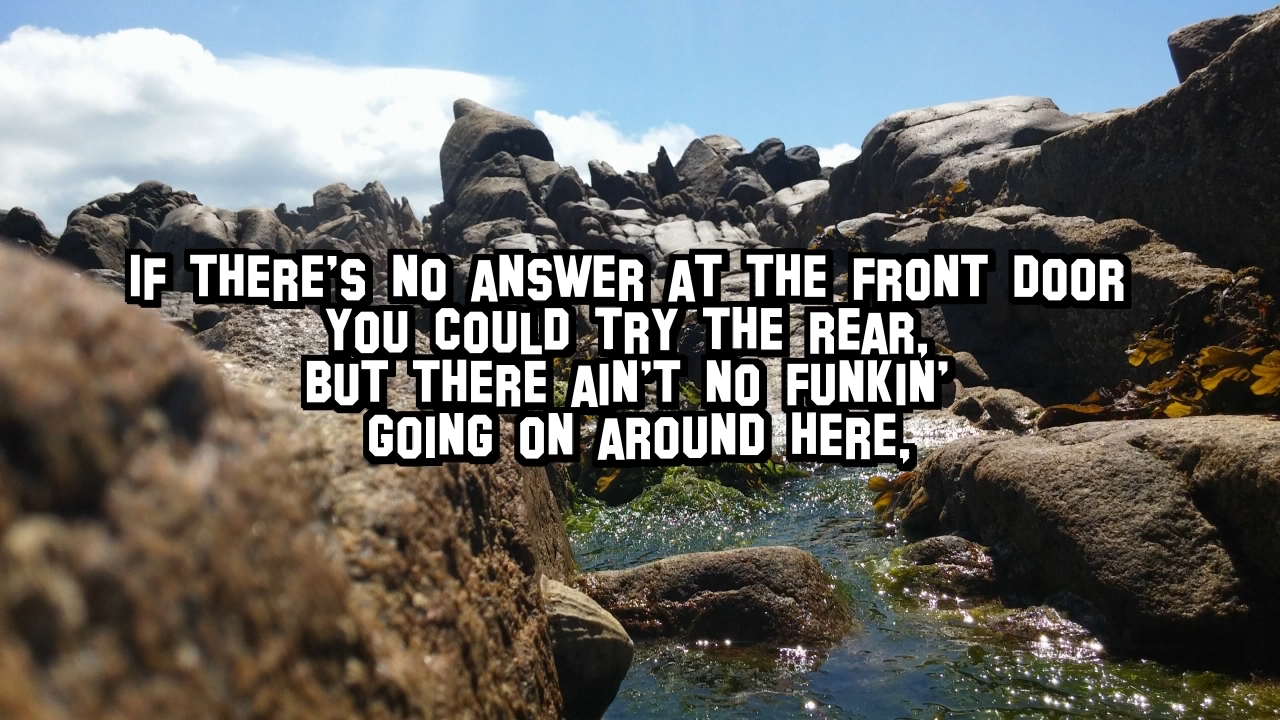 IF THERE'S NO ANSWER AT THE FRONT DOOR
YOU COULD TRY THE REAR,
BUT THERE AIN'T NO FUNKIN'
GOING ON AROUND HERE,